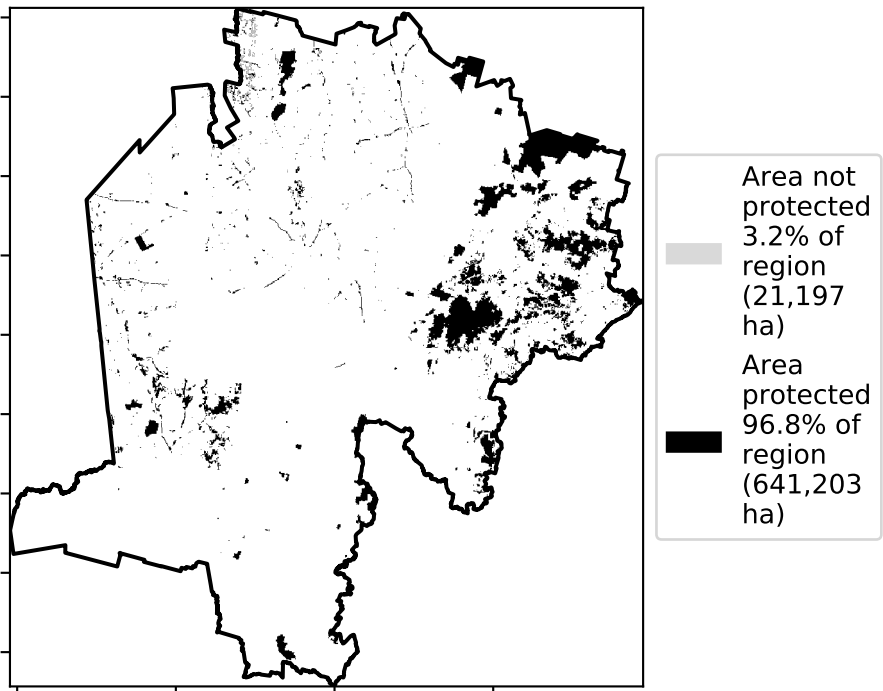 Area not
protected
3.2% of
region
(21,197
ha)
Area
protected
96.8% of
region
(641,203
ha)